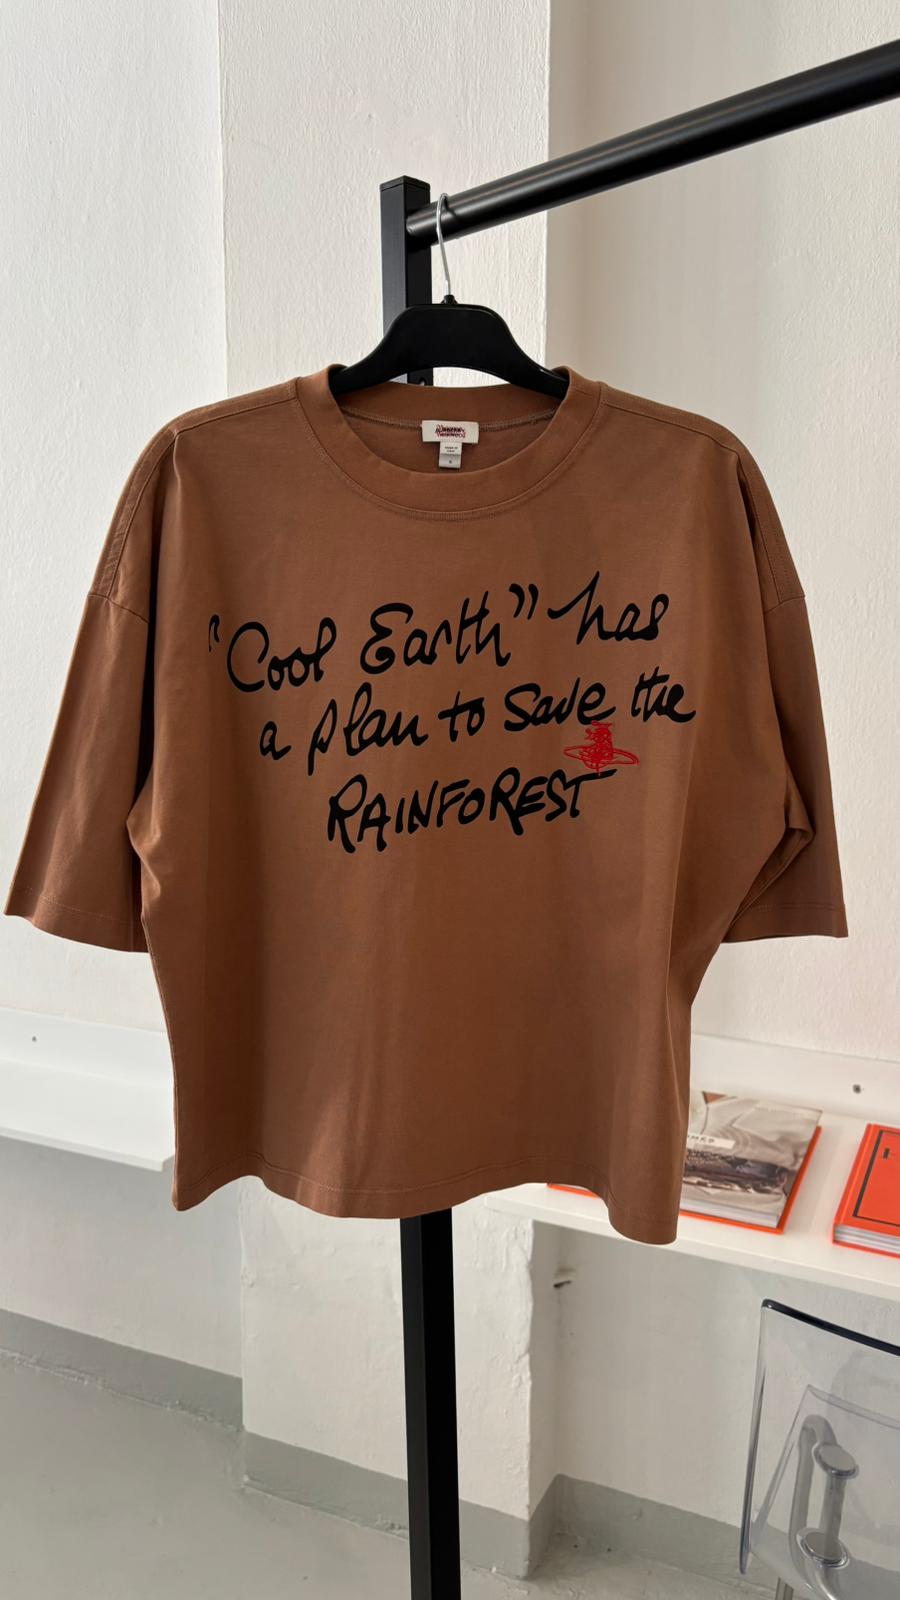 "Cool Earth" has
a plan to save the
RAINFOREST